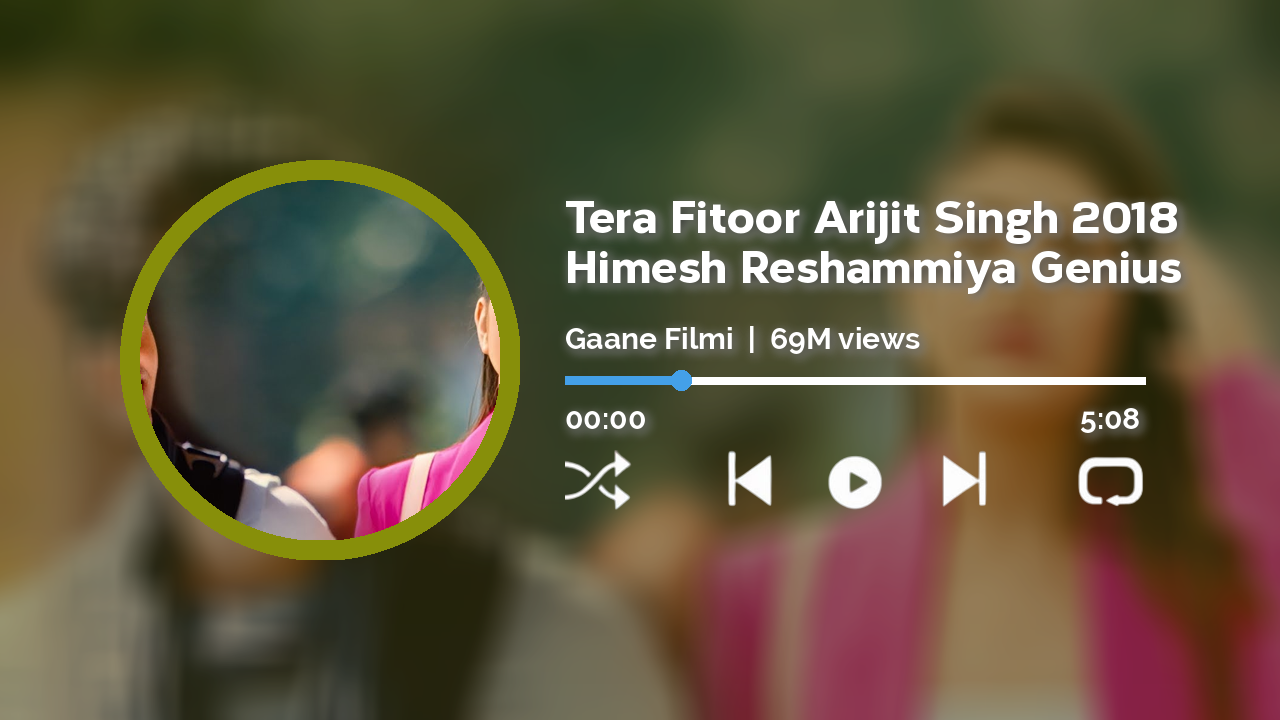 Tera Fitoor Arijit Singh 2018
Himesh Reshammiya Genius
Gaane Filmi | 69M views
00:00 5:08